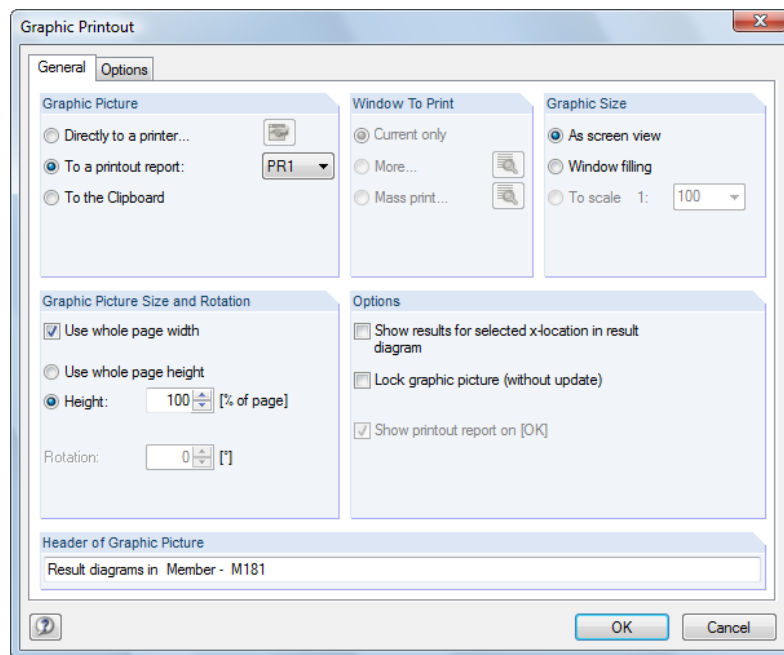 Graphic Printout
General
Options
Graphic Picture
Directly to a printer...
To a printout report:
PR1
To the Clipboard
Window To Print
Current only
More...
Mass print...
Graphic Size
As screen view
Window filling
To scale 1:
100
Graphic Picture Size and Rotation
Use whole page width
Use whole page height
Height:
100
[% of page]
Rotation:
0
[°]
Options
Show results for selected x-location in result
diagram
Lock graphic picture (without update)
Show printout report on [OK]
Header of Graphic Picture
Result diagrams in Member - M181
OK
Cancel